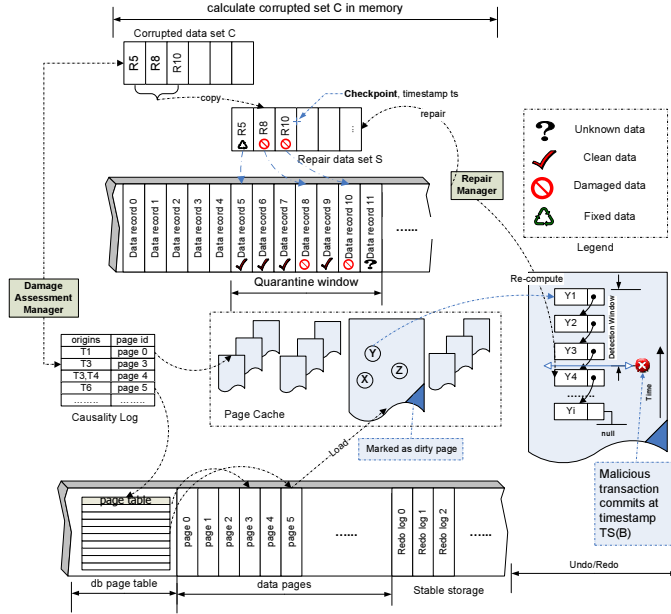 calculate corrupted set C in memory
Corrupted data set C
R5
R8
R10
copy
Checkpoint, timestamp ts
R5
R8
R10
...
repair
Repair data set S
?
Unknown data
Clean data
Damaged data
Fixed data
Legend
Repair
Manager
Data record 0
Data record 1
Data record 2
Data record 3
Data record 4
Data record 5
Data record 6
Data record 7
Data record 8
Data record 9
Data record 10
Data record 11
......
?
Quarantine window
Damage
Assessment
Manager
origins page id
T1 page 0
T3 page 3
T3,T4 page 4
T6 page 5
........ ........
Causality Log
Y
X
Z
Page Cache
Marked as dirty page
Load
Re-compute
Y1
Y2
Y3
Y4
........
Yi
null
Detection Window
Time
Malicious
transaction
commits at
timestamp
TS(B)
page table
page 0
page 1
page 2
page 3
page 4
page 5
......
Redo log 0
Redo log 1
Redo log 2
......
db page table
data pages
Stable storage
Undo/Redo